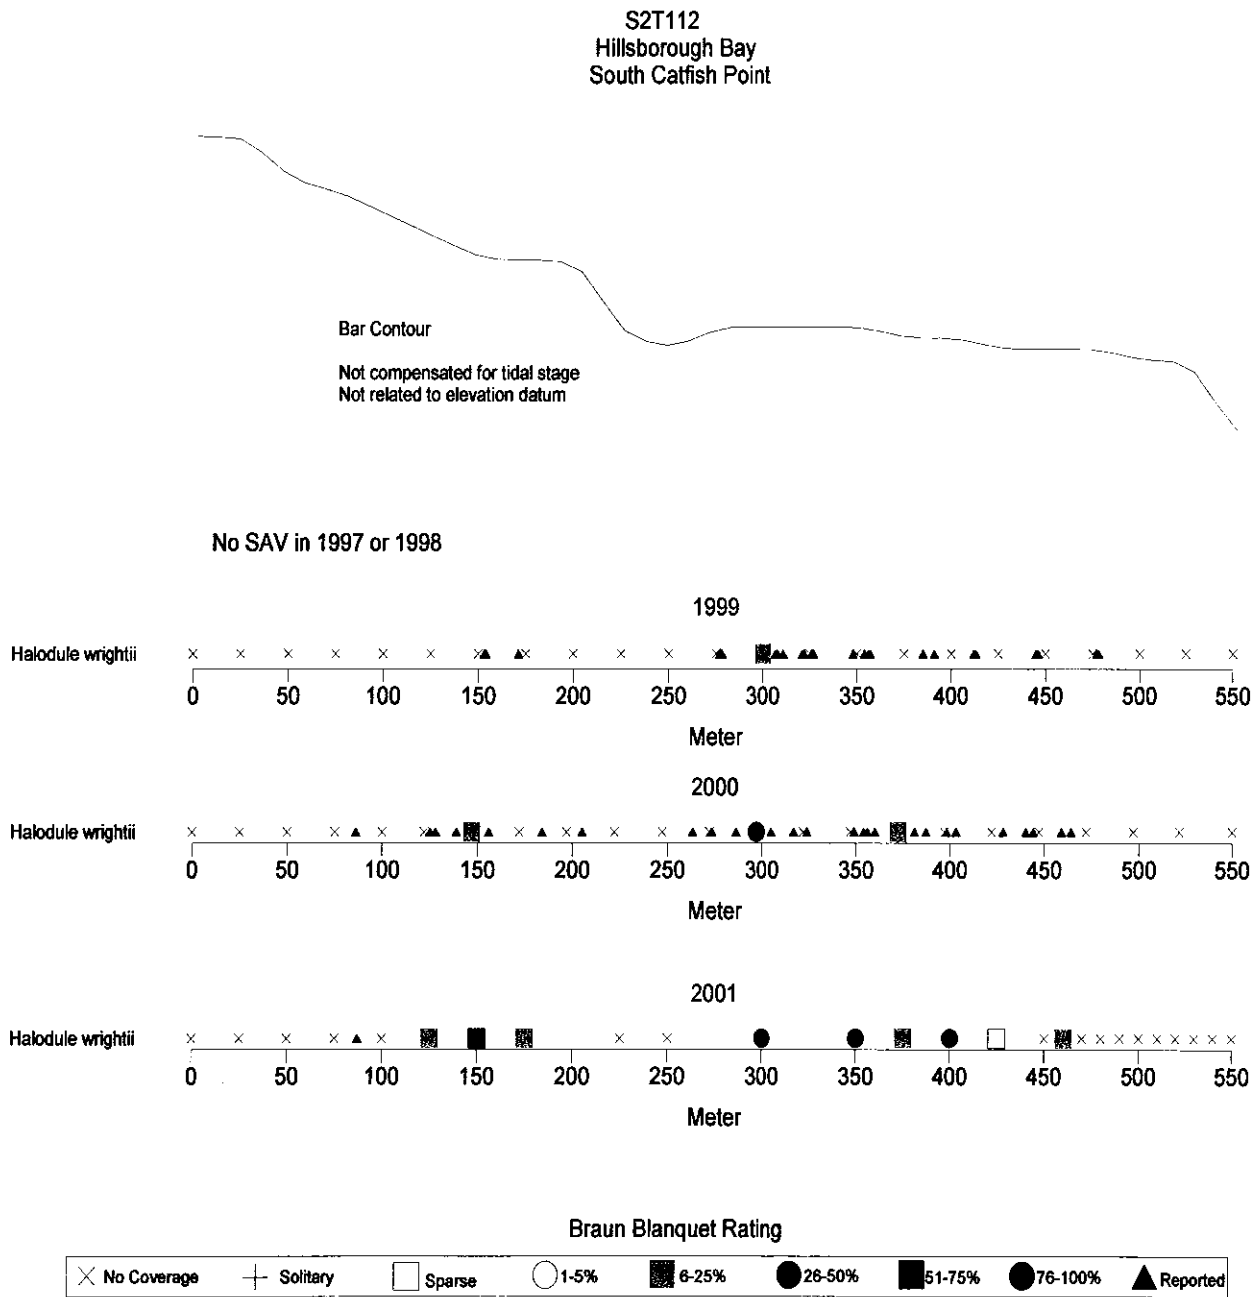 S2T112
Hillsborough Bay
South Catfish Point
Bar Contour
Not compensated for tidal stage
Not related to elevation datum
No SAV in 1997 or 1998
1999
Halodule wrightii
0 50 100 150 200 250 300 350 400 450 500 550
Meter
2000
Halodule wrightii
0 50 100 150 200 250 300 350 400 450 500 550
Meter
2001
Halodule wrightii
0 50 100 150 200 250 300 350 400 450 500 550
Meter
Braun Blanquet Rating
No Coverage Solitary Sparse 1-5% 6-25% 26-50% 51-75% 76-100% Reported